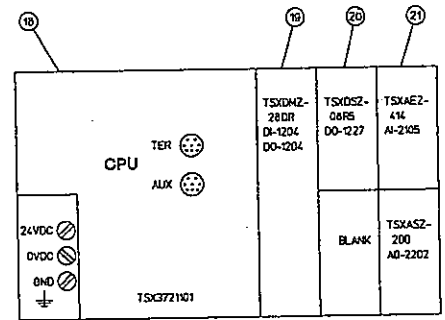 18
19
20
21
TSXDMZ-
28DR
DI-1204
DO-1204
TSXDSZ-
08R5
DO-1227
TSXAEZ-
414
AI-2105
TER
CPU
AUX
24VDC
0VDC
GND
TSX3721101
BLANK
TSXASZ-
200
AO-2202